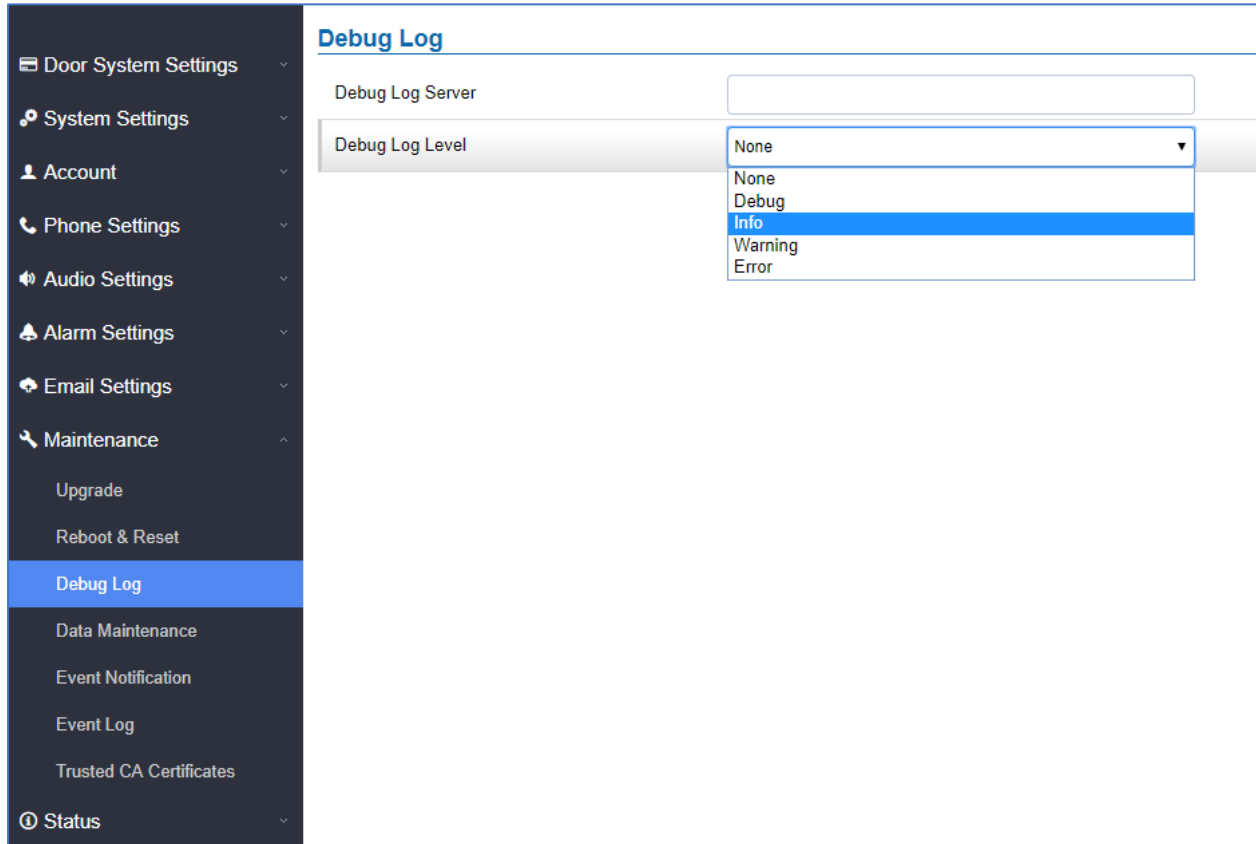 Door System Settings
System Settings
Account
Phone Settings
Audio Settings
Alarm Settings
Email Settings
Maintenance
Upgrade
Reboot & Reset
Debug Log
Data Maintenance
Event Notification
Event Log
Trusted CA Certificates
Status
Debug Log
Debug Log Server
Debug Log Level
None
None
Debug
Info
Warning
Error